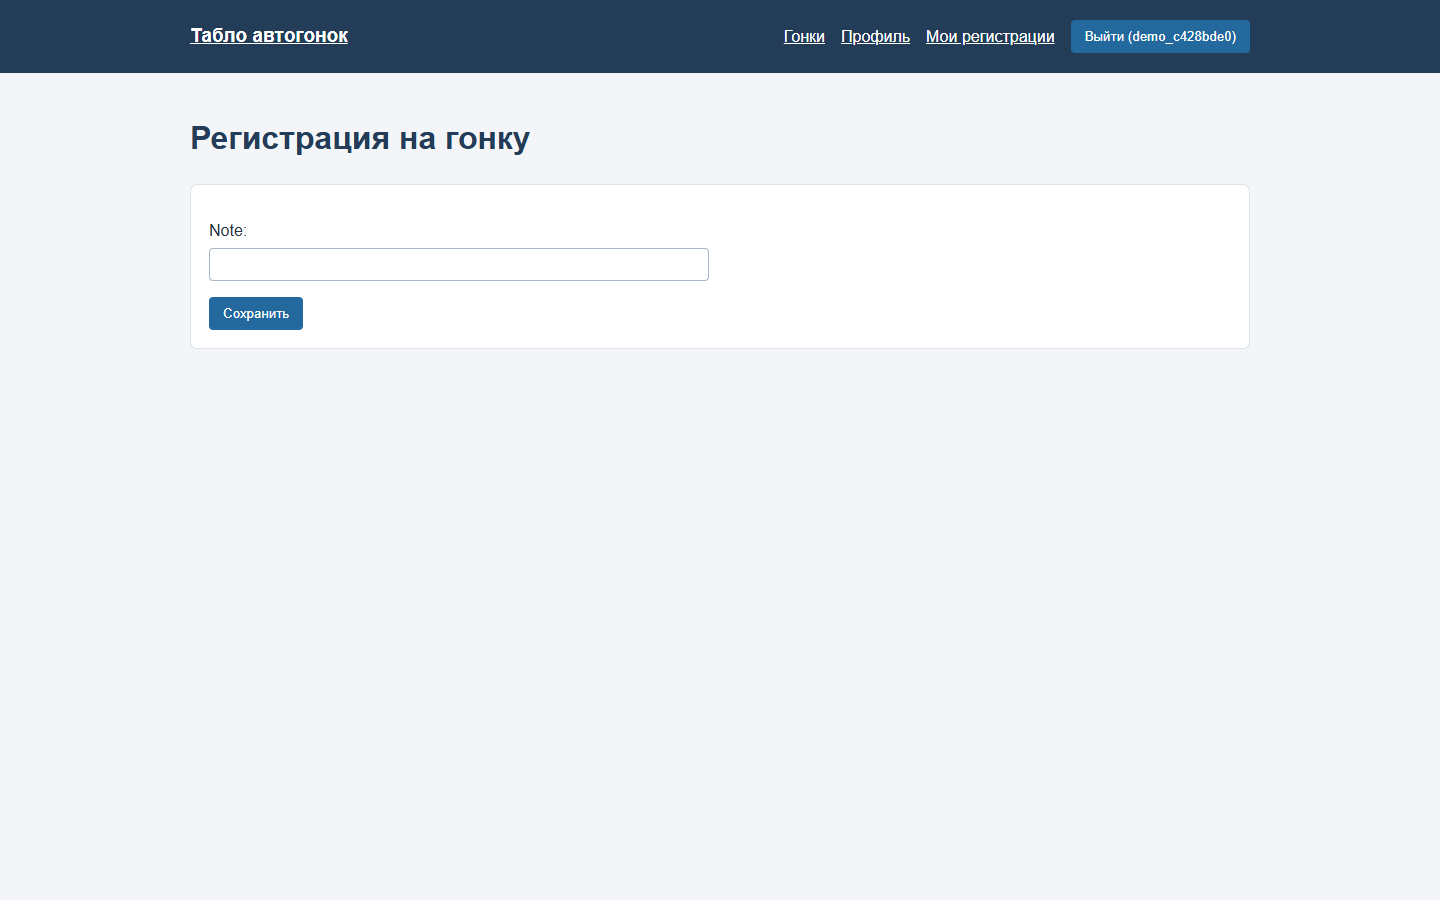 Табло автогонок
Гонки Профиль Мои регистрации Выйти (demo_c428bde0)
Регистрация на гонку
Note:
Сохранить